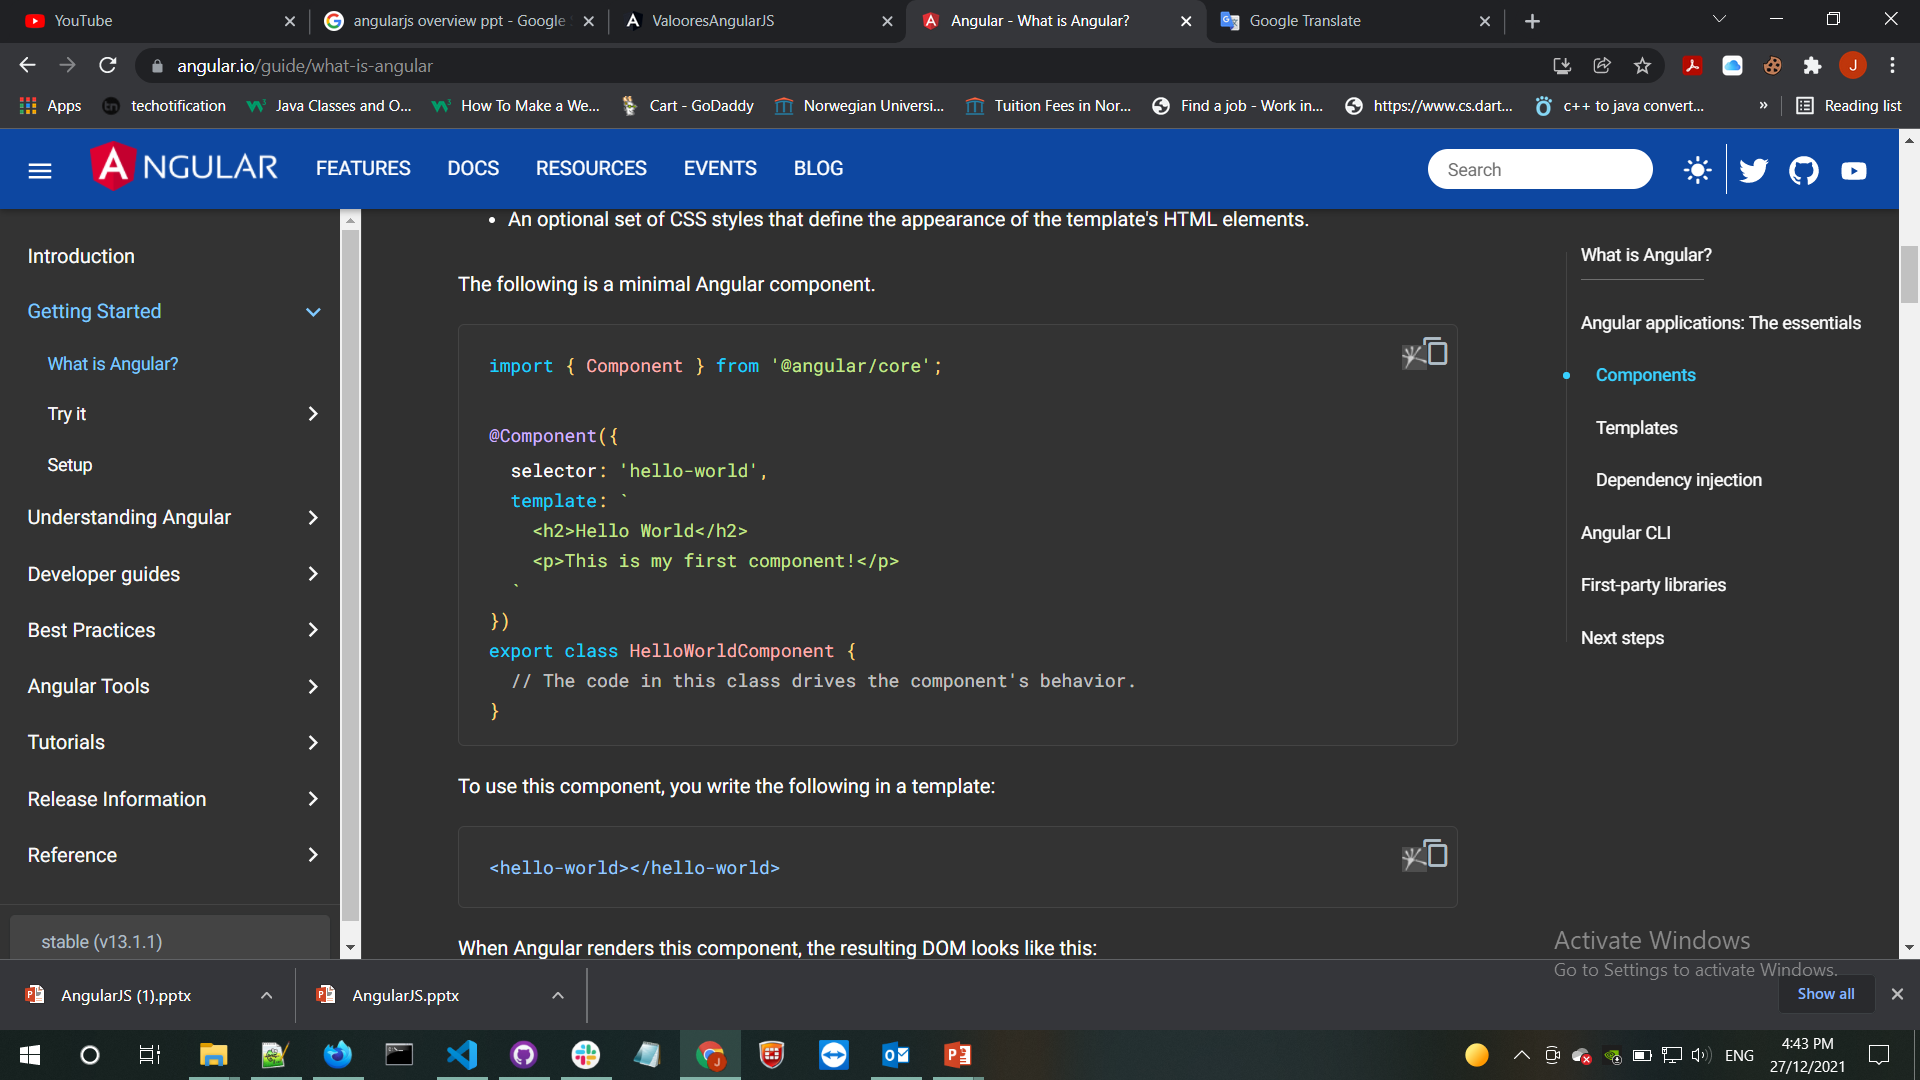 YouTube
angularjs overview ppt - Google
ValooresAngularJS
Angular - What is Angular?
Google Translate
angular.io/guide/what-is-angular
J
Apps
techotification
Java Classes and O...
How To Make a We...
Cart - GoDaddy
Norwegian Universi...
Tuition Fees in Nor...
Find a job - Work in...
https://www.cs.dart...
c++ to java convert...
»
Reading list
ANGULAR
FEATURES
DOCS
RESOURCES
EVENTS
BLOG
Search
Introduction
Getting Started
What is Angular?
Try it
Setup
Understanding Angular
Developer guides
Best Practices
Angular Tools
Tutorials
Release Information
Reference
stable (v13.1.1)
• An optional set of CSS styles that define the appearance of the template's HTML elements.
The following is a minimal Angular component.
import { Component } from '@angular/core';
@Component({
selector: 'hello-world',
template: `
<h2>Hello World</h2>
<p>This is my first component!</p>
`
})
export class HelloWorldComponent {
// The code in this class drives the component's behavior.
}
To use this component, you write the following in a template:
<hello-world></hello-world>
When Angular renders this component, the resulting DOM looks like this:
What is Angular?
Angular applications: The essentials
Components
Templates
Dependency injection
Angular CLI
First-party libraries
Next steps
Activate Windows
Go to Settings to activate Windows.
AngularJS (1).pptx
AngularJS.pptx
Show all
ENG
4:43 PM
27/12/2021